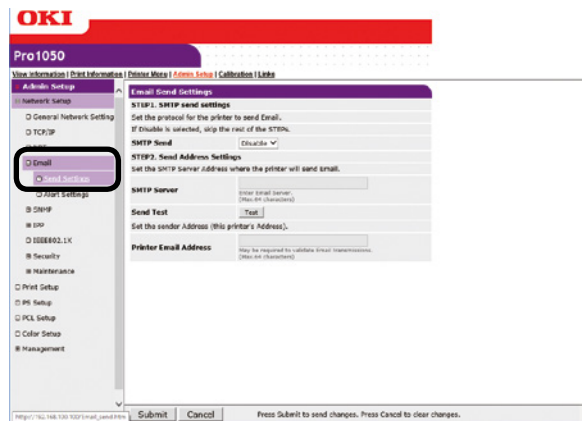 OKI
Pro1050
View Information | Print Information | Printer Menu | Admin Setup | Calibration | Links
Admin Setup
Network Setup
General Network Setting
TCP/IP
Email
Send Settings
Alert Settings
SNMP
IPP
IEEE802.1X
Security
Maintenance
Print Setup
PS Setup
PCL Setup
Color Setup
Management
Email Send Settings
STEP1. SMTP send settings
Set the protocol for the printer to send Email.
If Disable is selected, skip the rest of the STEPs.
SMTP Send Disable
STEP2. Send Address Settings
Set the SMTP Server Address where the printer will send Email.
SMTP Server
Enter Email Server.
(Max.64 characters)
Send Test Test
Set the sender Address (this printer's Address).
Printer Email Address
May be required to validate Email transmissions.
(Max.64 characters)
Submit Cancel Press Submit to send changes. Press Cancel to clear changes.